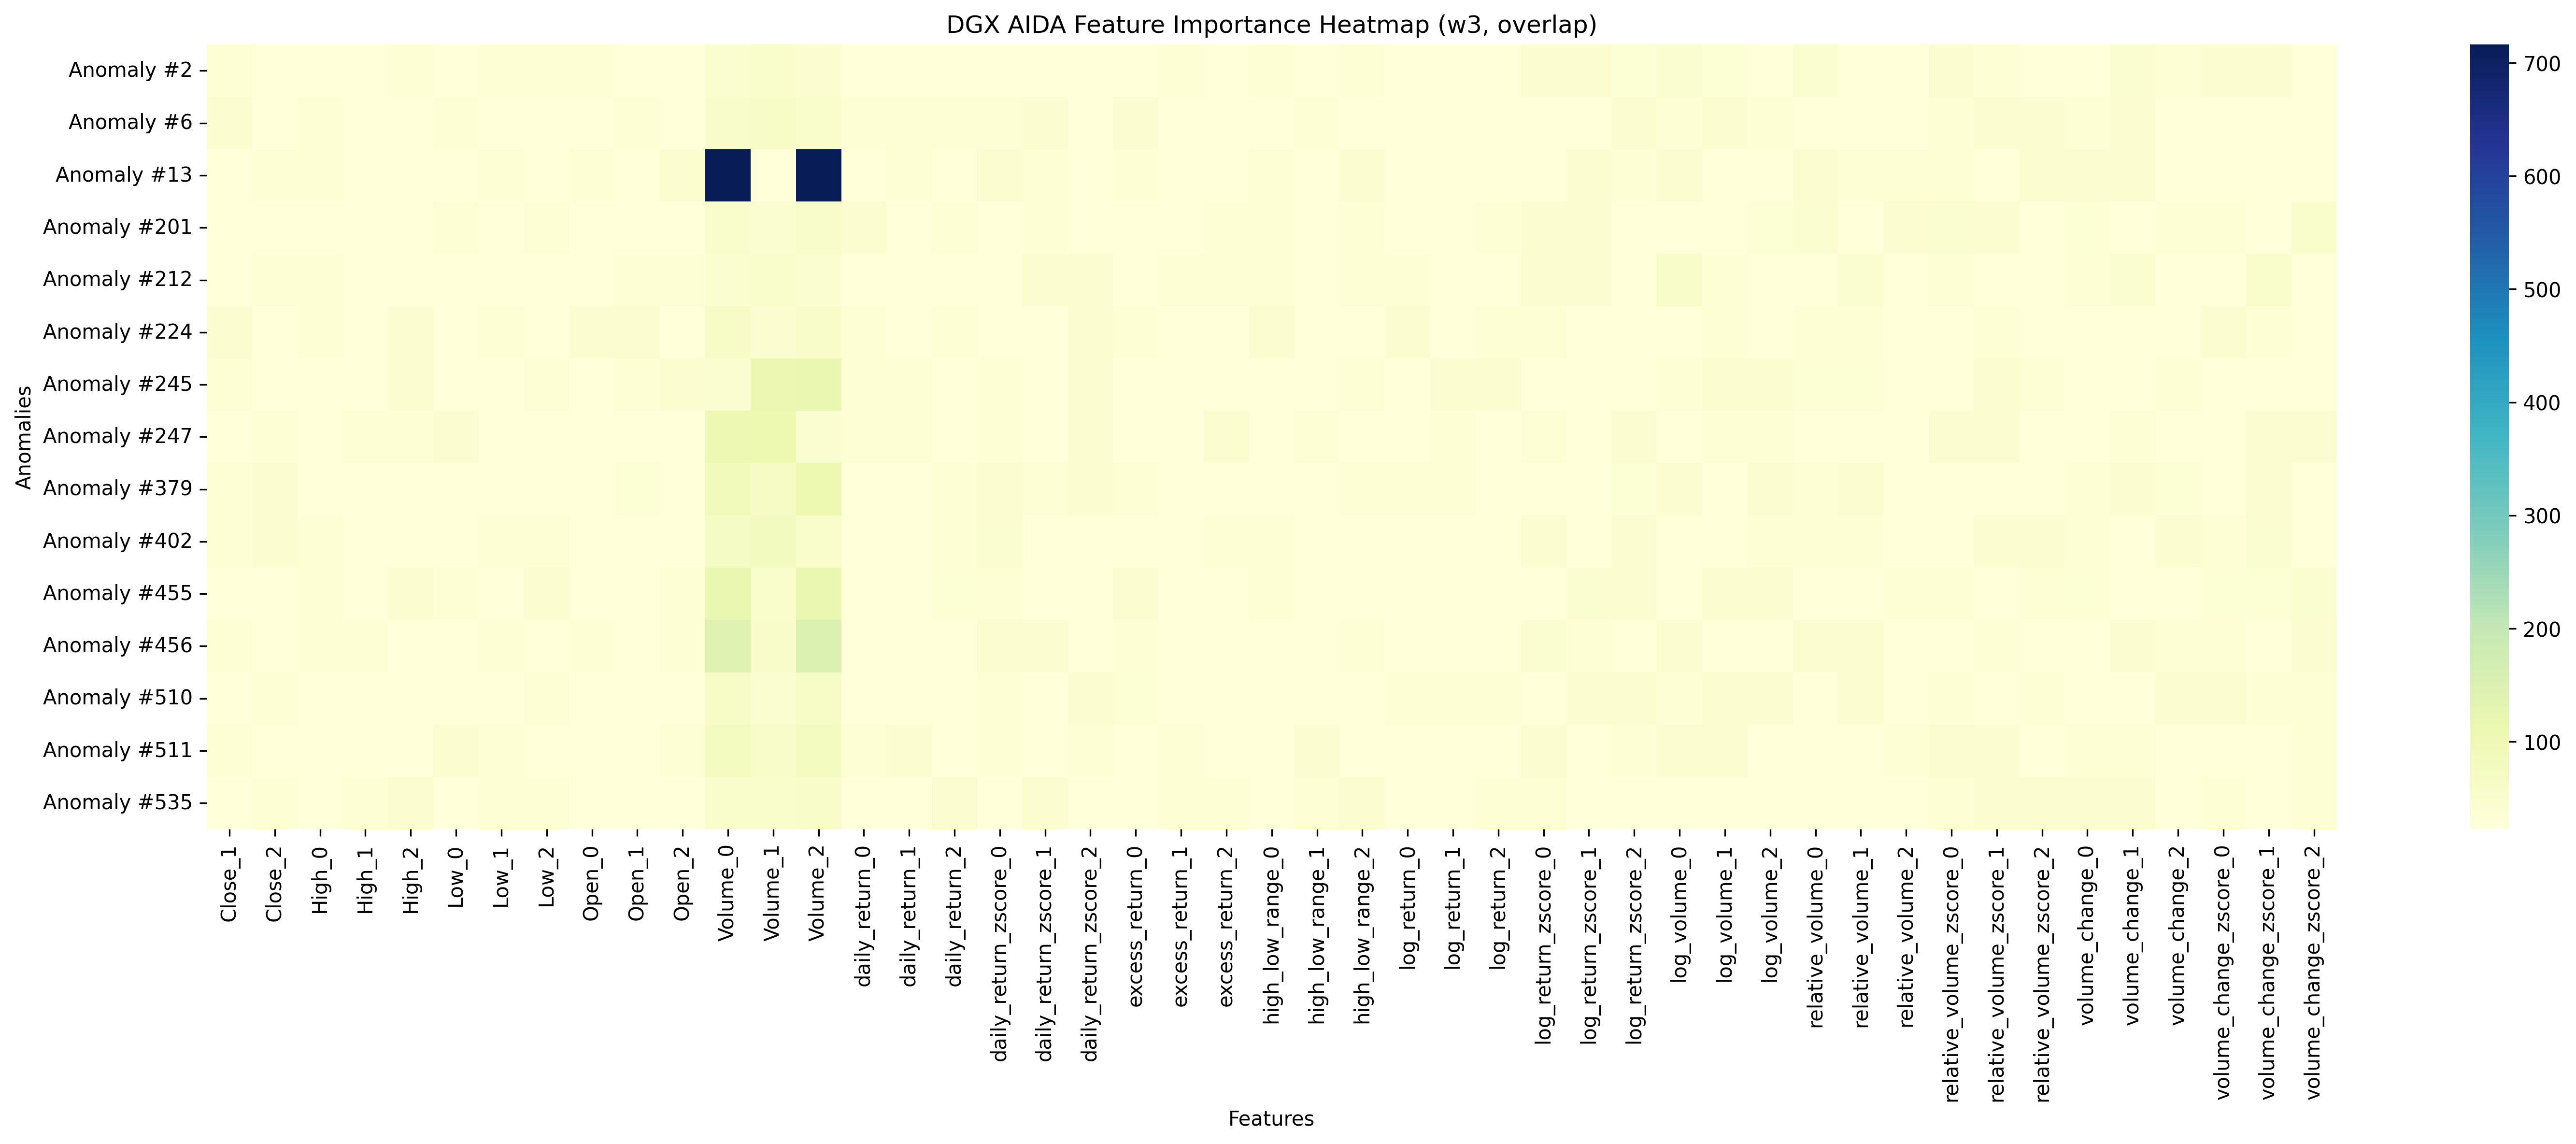 DGX AIDA Feature Importance Heatmap (w3, overlap)
Anomalies
Anomaly #2
Anomaly #6
Anomaly #13
Anomaly #201
Anomaly #212
Anomaly #224
Anomaly #245
Anomaly #247
Anomaly #379
Anomaly #402
Anomaly #455
Anomaly #456
Anomaly #510
Anomaly #511
Anomaly #535
Close_1
Close_2
High_0
High_1
High_2
Low_0
Low_1
Low_2
Open_0
Open_1
Open_2
Volume_0
Volume_1
Volume_2
daily_return_0
daily_return_1
daily_return_2
daily_return_zscore_0
daily_return_zscore_1
daily_return_zscore_2
excess_return_0
excess_return_1
excess_return_2
high_low_range_0
high_low_range_1
high_low_range_2
log_return_0
log_return_1
log_return_2
log_return_zscore_0
log_return_zscore_1
log_return_zscore_2
log_volume_0
log_volume_1
log_volume_2
relative_volume_0
relative_volume_1
relative_volume_2
relative_volume_zscore_0
relative_volume_zscore_1
relative_volume_zscore_2
volume_change_0
volume_change_1
volume_change_2
volume_change_zscore_0
volume_change_zscore_1
volume_change_zscore_2
Features
700
600
500
400
300
200
100